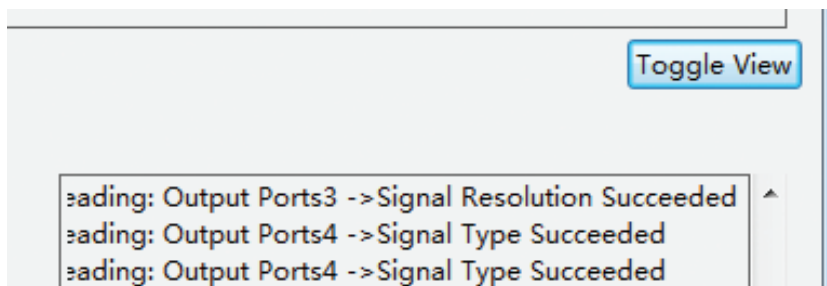 Toggle View
eading: Output Ports3 ->Signal Resolution Succeeded
eading: Output Ports4 ->Signal Type Succeeded
eading: Output Ports4 ->Signal Type Succeeded